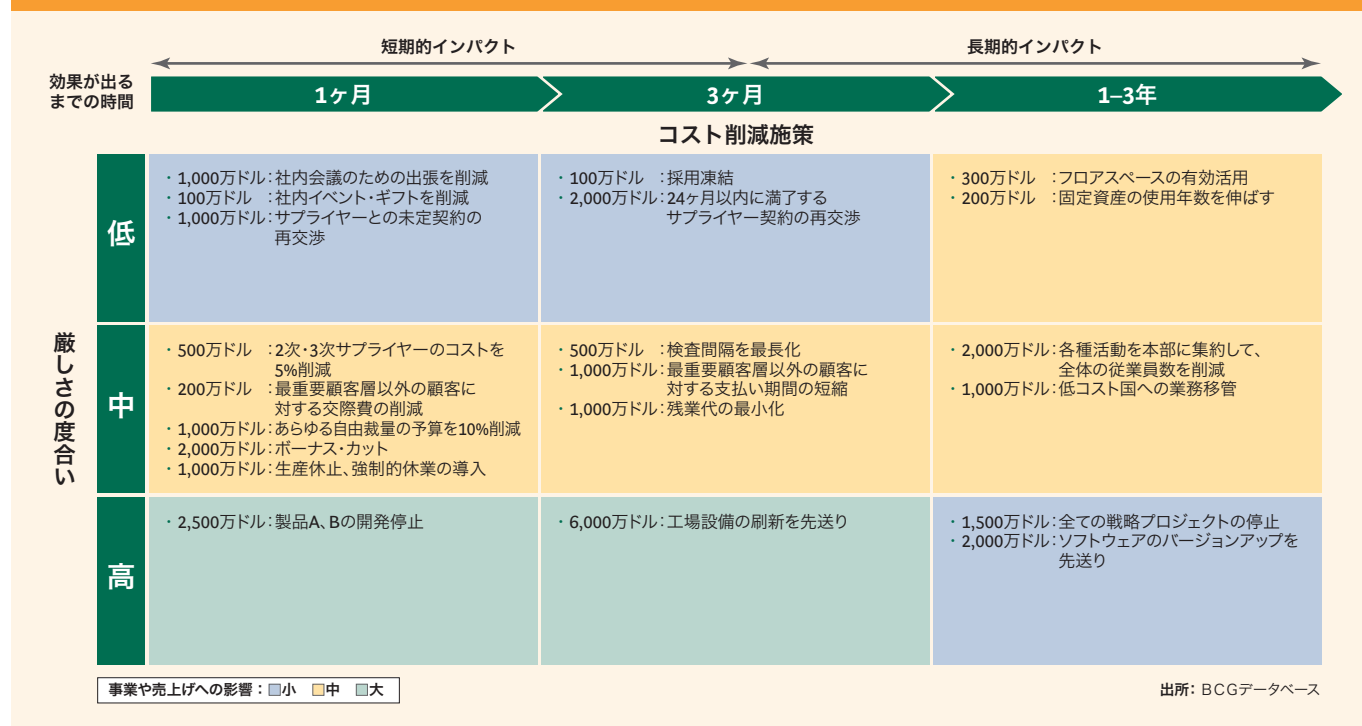 短期的インパクト
長期的インパクト
効果が出る
までの時間
1ヶ月
3ヶ月
1–3年
コスト削減施策
厳しさの度合い
低
・1,000万ドル：社内会議のための出張を削減
・100万ドル ：社内イベント・ギフトを削減
・1,000万ドル：サプライヤーとの未定契約の
再交渉
・100万ドル ：採用凍結
・2,000万ドル：24ヶ月以内に満了する
サプライヤー契約の再交渉
・300万ドル ：フロアスペースの有効活用
・200万ドル ：固定資産の使用年数を伸ばす
中
・500万ドル ：2次・3次サプライヤーのコストを
5%削減
・200万ドル ：最重要顧客層以外の顧客に
対する交際費の削減
・1,000万ドル：あらゆる自由裁量の予算を10%削減
・2,000万ドル：ボーナス・カット
・1,000万ドル：生産休止、強制的休業の導入
・500万ドル ：検査間隔を最長化
・1,000万ドル：最重要顧客層以外の顧客に
対する支払い期間の短縮
・1,000万ドル：残業代の最小化
・2,000万ドル：各種活動を本部に集約して、
全体の従業員数を削減
・1,000万ドル：低コスト国への業務移管
高
・2,500万ドル：製品A、Bの開発停止
・6,000万ドル：工場設備の刷新を先送り
・1,500万ドル：全ての戦略プロジェクトの停止
・2,000万ドル：ソフトウェアのバージョンアップを
先送り
事業や売上げへの影響：小 中 大
出所：BCGデータベース